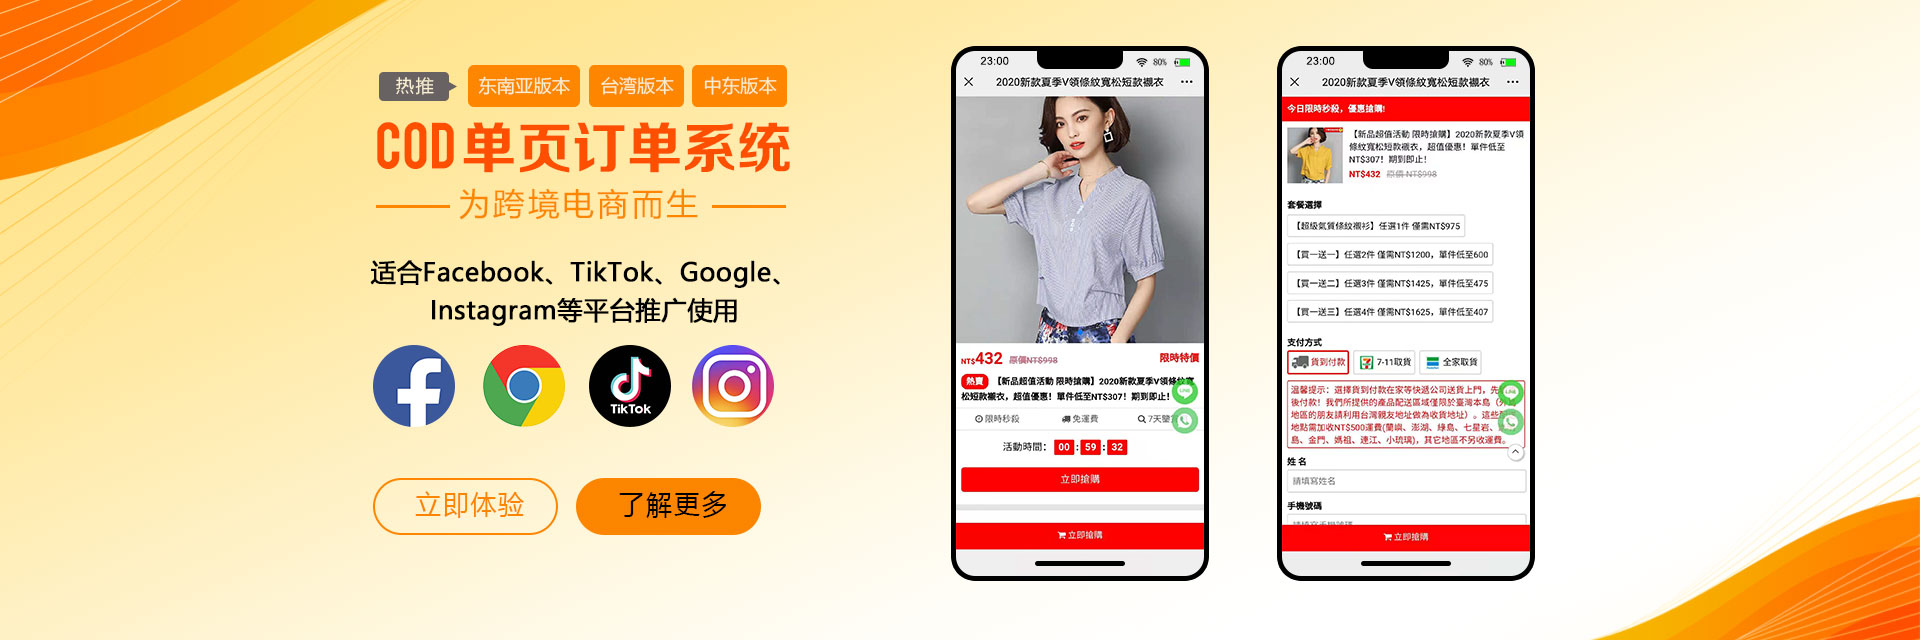 热推
东南亚版本
台湾版本
中东版本
COD单页订单系统
为跨境电商而生
适合Facebook、TikTok、Google、
Instagram等平台推广使用
TikTok
立即体验
了解更多
23:00
80%
2020新款夏季V領條紋寬松短款襯衣
NT$432 原價NT$998
限時特價
熱賣 【新品超值活動 限時搶購】2020新款夏季V領條紋寬
松短款襯衣，超值優惠！單件低至NT$307！期到即止！
限時秒殺
免運費
7天鑒賞
活動時間： 00 : 59 : 32
立即搶購
立即搶購
23:00
80%
2020新款夏季V領條紋寬松短款襯衣
今日限時秒殺，優惠搶購!
【新品超值活動 限時搶購】2020新款夏季V領
條紋寬松短款襯衣，超值優惠！單件低至
NT$307！期到即止！
NT$432 原價 NT$998
套餐選擇
【超級氣質條紋襯衫】任選1件 僅需NT$975
【買一送一】任選2件 僅需NT$1200，單件低至600
【買一送二】任選3件 僅需NT$1425，單件低至475
【買一送三】任選4件 僅需NT$1625，單件低至407
支付方式
貨到付款
7-11取貨
全家取貨
溫馨提示：選擇貨到付款在家等快遞公司送貨上門，先
後付款！我們所提供的產品配送區域僅限於臺灣本島（外
地區的朋友請利用台灣親友地址做為收貨地址）。這些
地點需加收NT$500運費(蘭嶼、澎湖、綠島、七星岩、
島、金門、媽祖、連江、小琉璃)，其它地區不另收運費。
姓 名
請填寫姓名
手機號碼
請填寫手機號碼
立即搶購